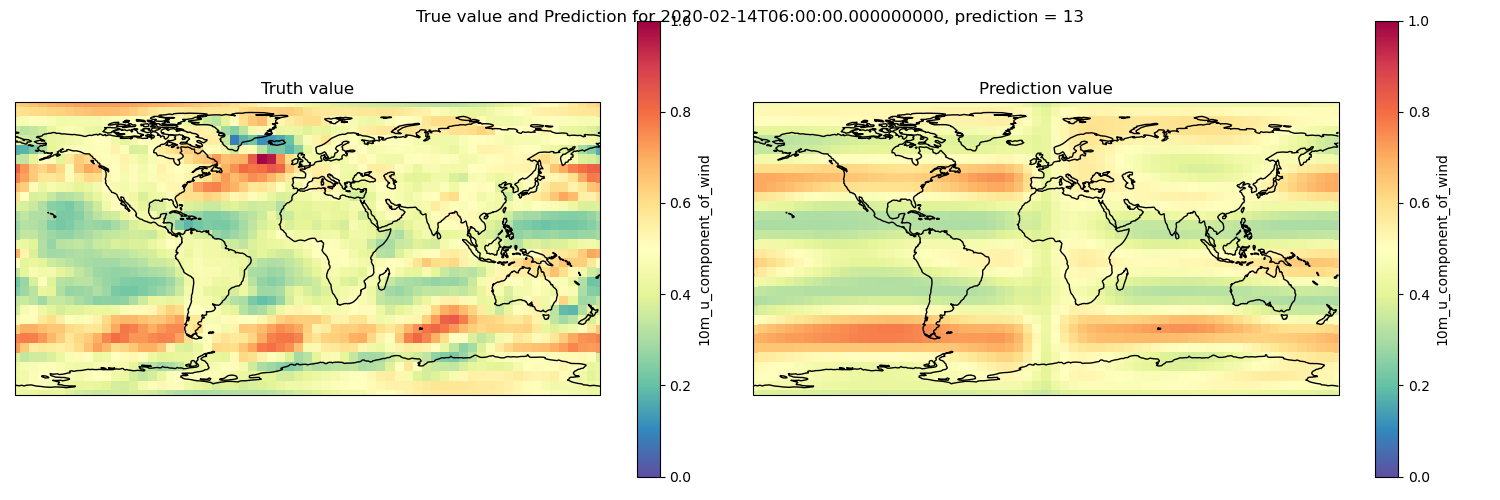 True value and Prediction for 2020-02-14T06:00:00.000000000, prediction = 13
Truth value
Prediction value
1.0
0.8
0.6
0.4
0.2
0.0
10m_u_component_of_wind
1.0
0.8
0.6
0.4
0.2
0.0
10m_u_component_of_wind